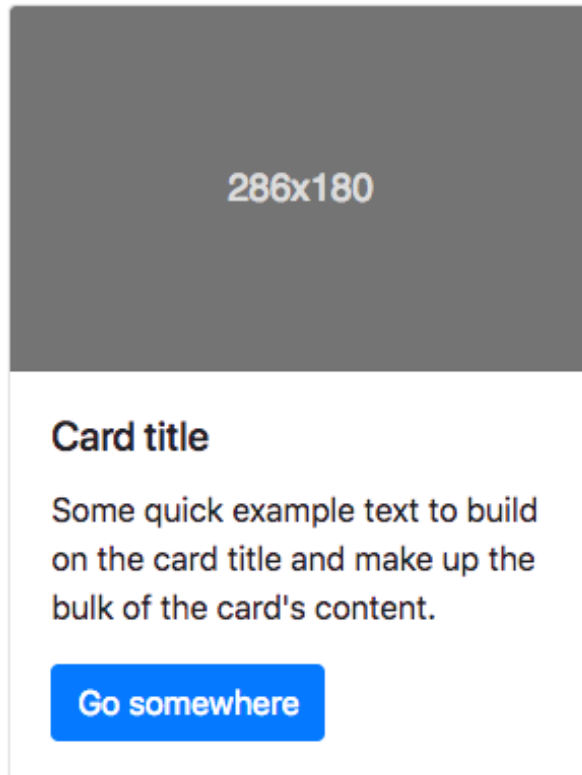 286x180
Card title
Some quick example text to build
on the card title and make up the
bulk of the card's content.
Go somewhere